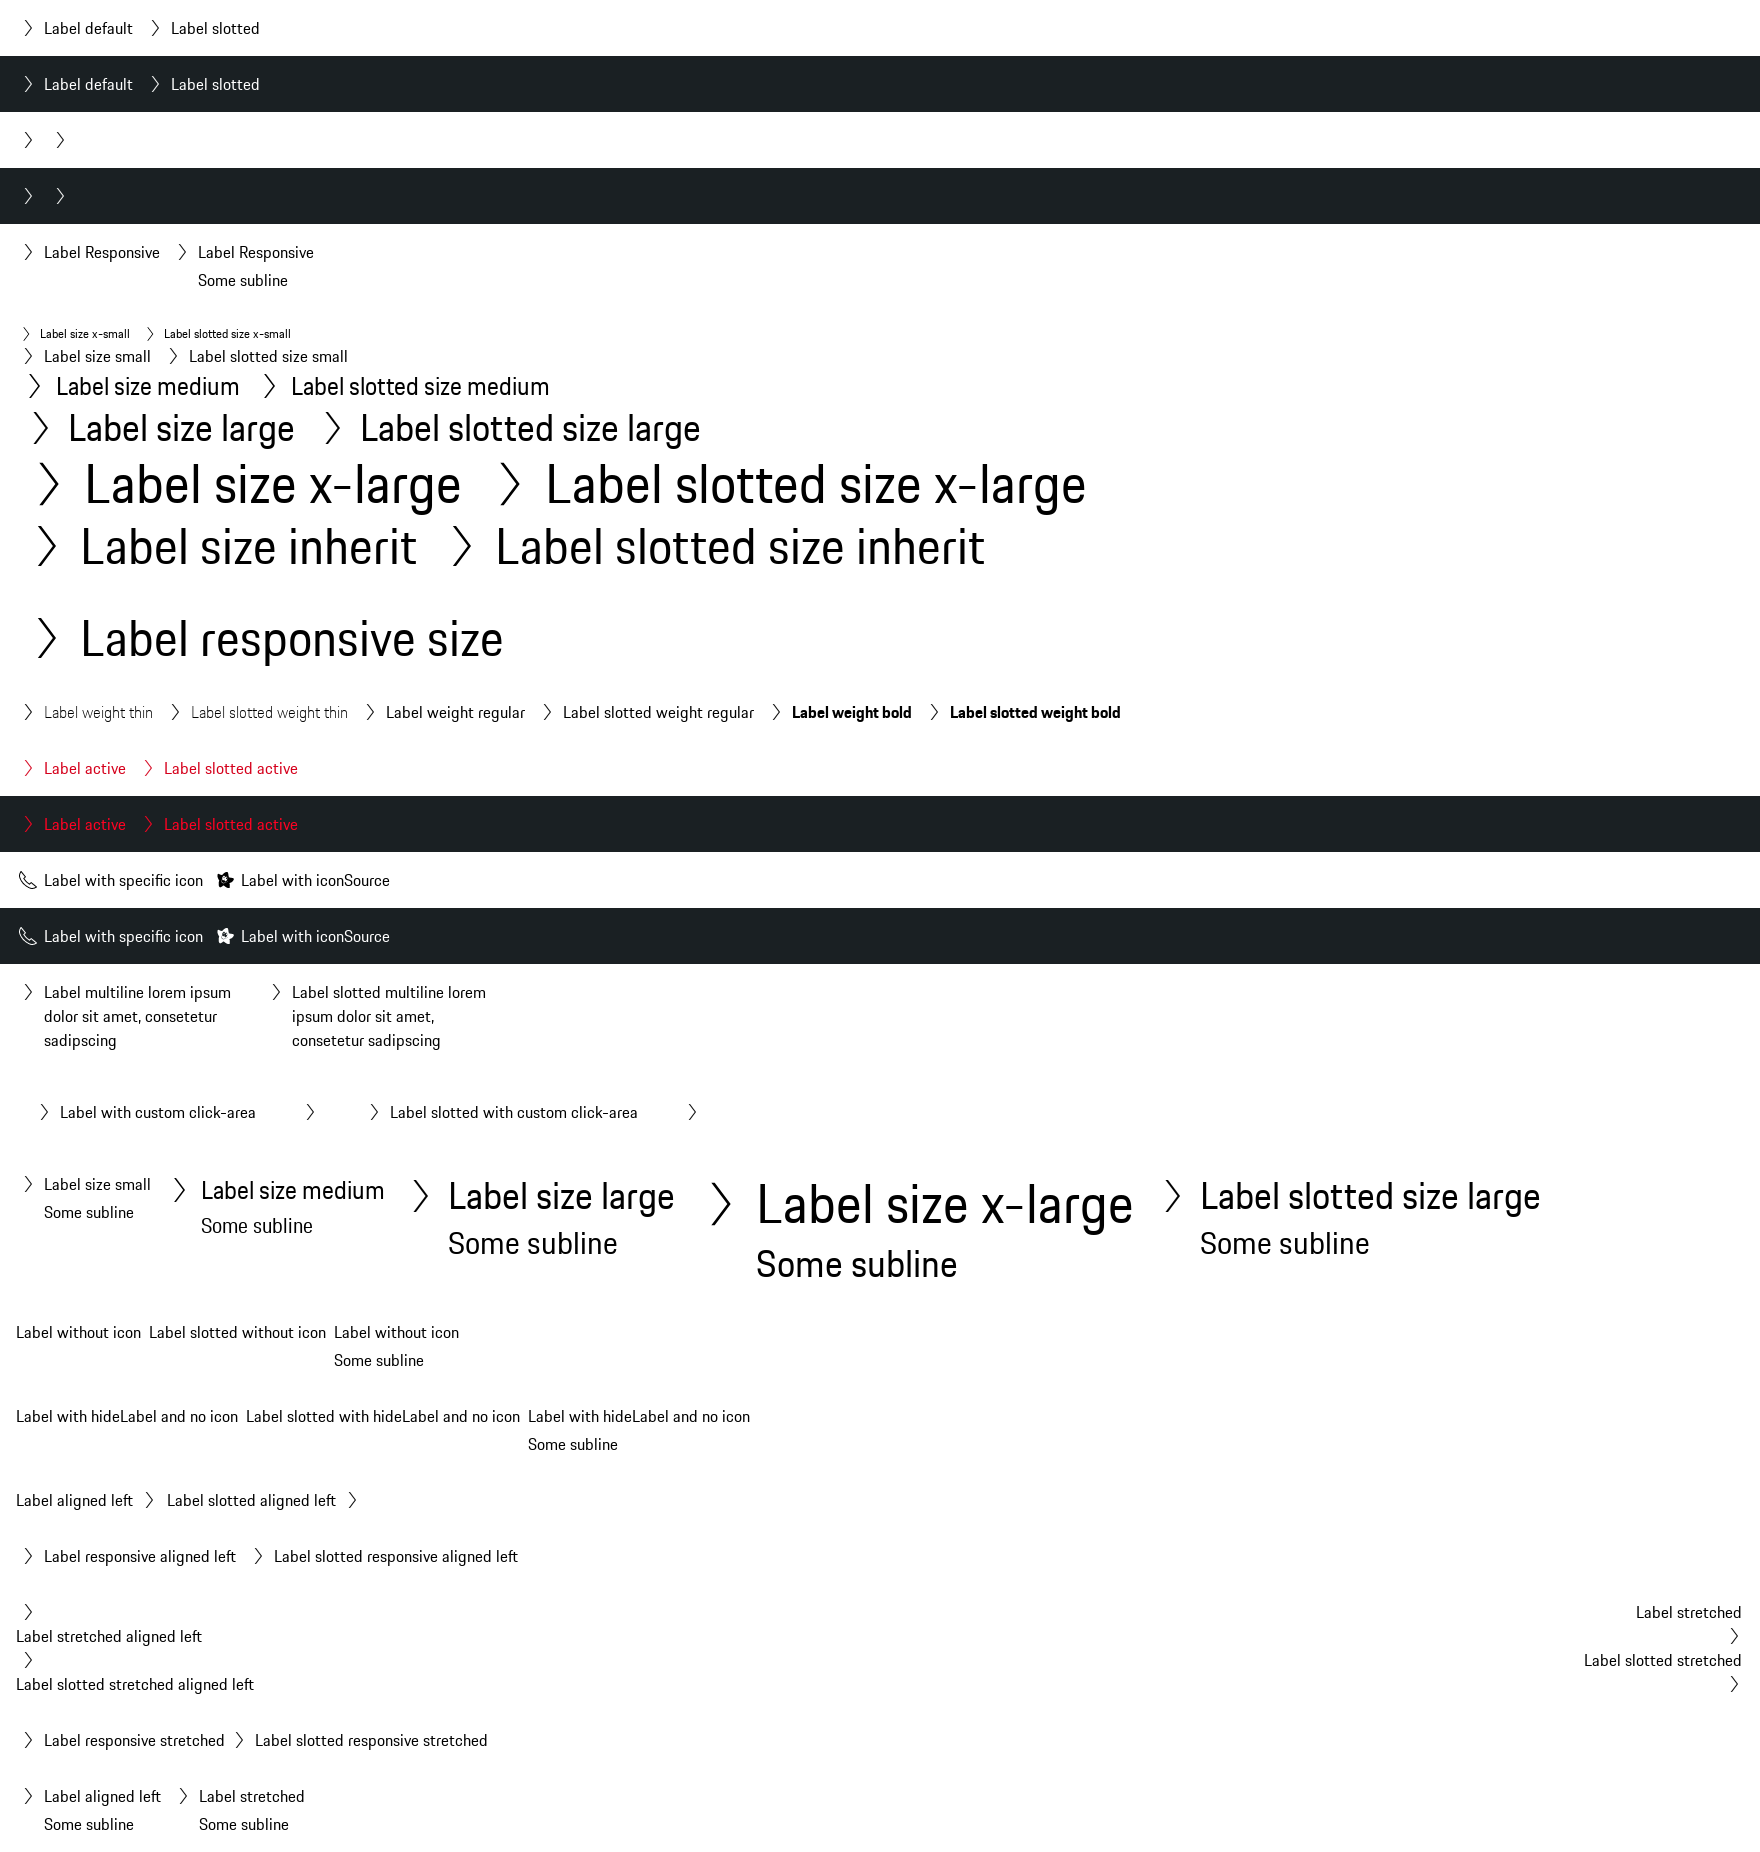 Label default Label slotted
Label default Label slotted
Label Responsive Label Responsive
Some subline
Label size x-small Label slotted size x-small
Label size small Label slotted size small
Label size medium Label slotted size medium
Label size large Label slotted size large
Label size x-large Label slotted size x-large
Label size inherit Label slotted size inherit
Label responsive size
Label weight thin Label slotted weight thin Label weight regular Label slotted weight regular Label weight bold Label slotted weight bold
Label active Label slotted active
Label active Label slotted active
Label with specific icon Label with iconSource
Label with specific icon Label with iconSource
Label multiline lorem ipsum
dolor sit amet, consetetur
sadipscing
Label slotted multiline lorem
ipsum dolor sit amet,
consetetur sadipscing
Label with custom click-area Label slotted with custom click-area
Label size small
Some subline
Label size medium
Some subline
Label size large
Some subline
Label size x-large
Some subline
Label slotted size large
Some subline
Label without icon Label slotted without icon Label without icon
Some subline
Label with hideLabel and no icon Label slotted with hideLabel and no icon Label with hideLabel and no icon
Some subline
Label aligned left Label slotted aligned left
Label responsive aligned left Label slotted responsive aligned left
Label stretched
Label stretched aligned left
Label slotted stretched
Label slotted stretched aligned left
Label responsive stretched Label slotted responsive stretched
Label aligned left
Some subline
Label stretched
Some subline